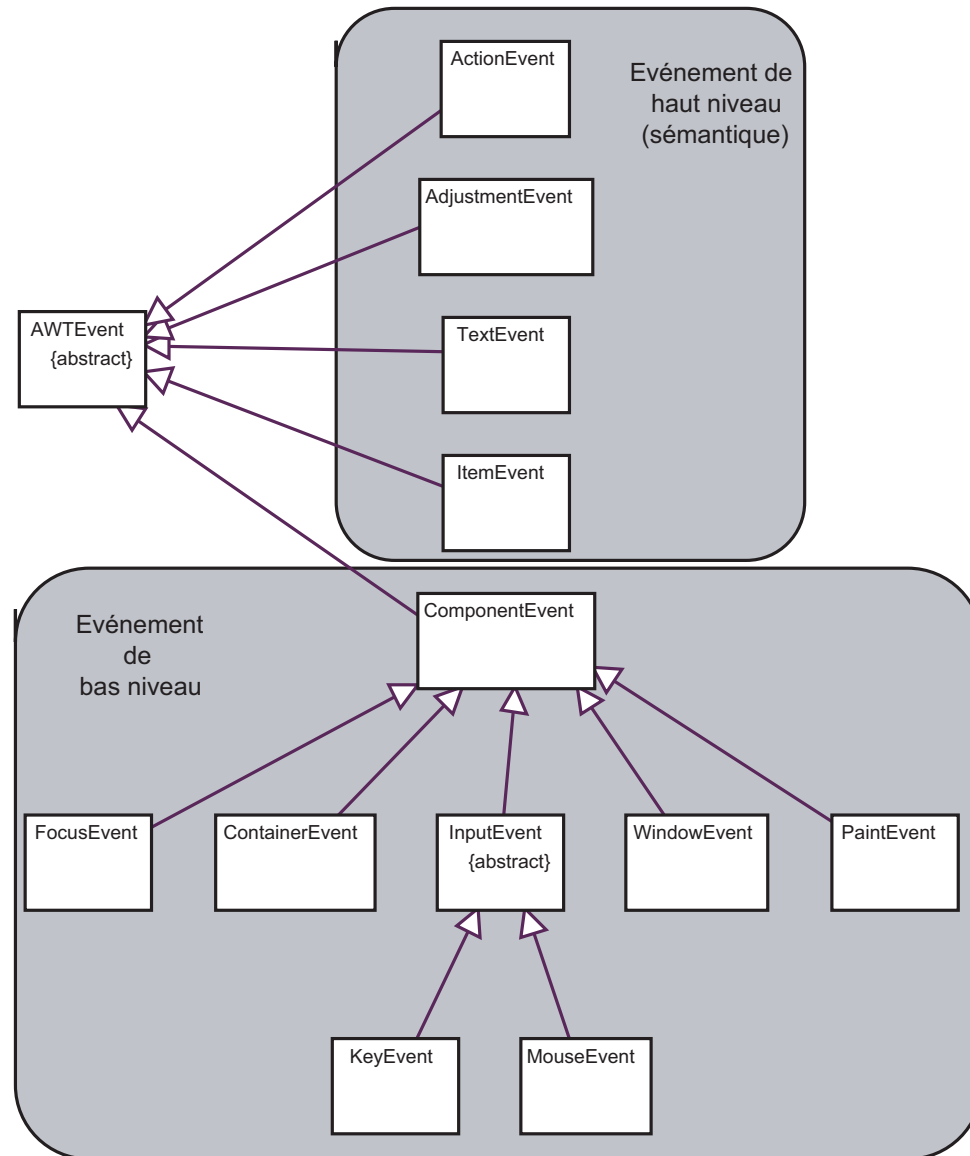 ActionEvent
Evénement de
haut niveau
(sémantique)
AdjustmentEvent
AWTEvent
{abstract}
TextEvent
ItemEvent
ComponentEvent
Evénement
de
bas niveau
FocusEvent
ContainerEvent
InputEvent
{abstract}
WindowEvent
PaintEvent
KeyEvent
MouseEvent